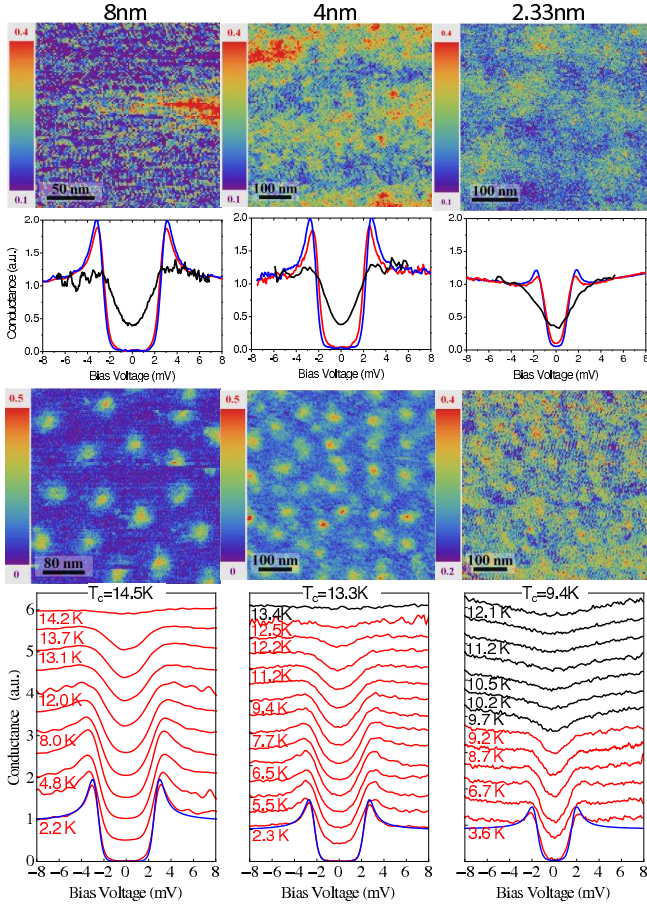 8nm 4nm 2.33nm
0.4 0.4 0.4
50 nm 100 nm 100 nm
0.1 0.1 0.1
2.0 2.0 2.0
1.5 1.5 1.5
1.0 1.0 1.0
0.5 0.5 0.5
0.0 0.0 0.0
Conductance (a.u.)
-8 -6 -4 -2 0 2 4 6 8 -8 -6 -4 -2 0 2 4 6 8 -8 -6 -4 -2 0 2 4 6 8
Bias Voltage (mV) Bias Voltage (mV) Bias Voltage (mV)
0.5 0.5 0.4
80 nm 100 nm 100 nm
0 0 0.2
Tc=14.5K Tc=13.3K Tc=9.4K
6
5
4
3
2
1
0
Conductance (a.u.)
14.2 K
13.7 K
13.1 K
12.0 K
8.0 K
4.8 K
2.2 K
13.4K
12.5K
12.2 K
11.2 K
9.4 K
7.7 K
6.5 K
5.5 K
2.3 K
12.1 K
11.2 K
10.5 K
10.2 K
9.7 K
9.2 K
8.7 K
6.7 K
3.6 K
−8 −6 −4 −2 0 2 4 6 8 −8 −6 −4 −2 0 2 4 6 8 −8 −6 −4 −2 0 2 4 6 8
Bias Voltage (mV) Bias Voltage (mV) Bias Voltage (mV)